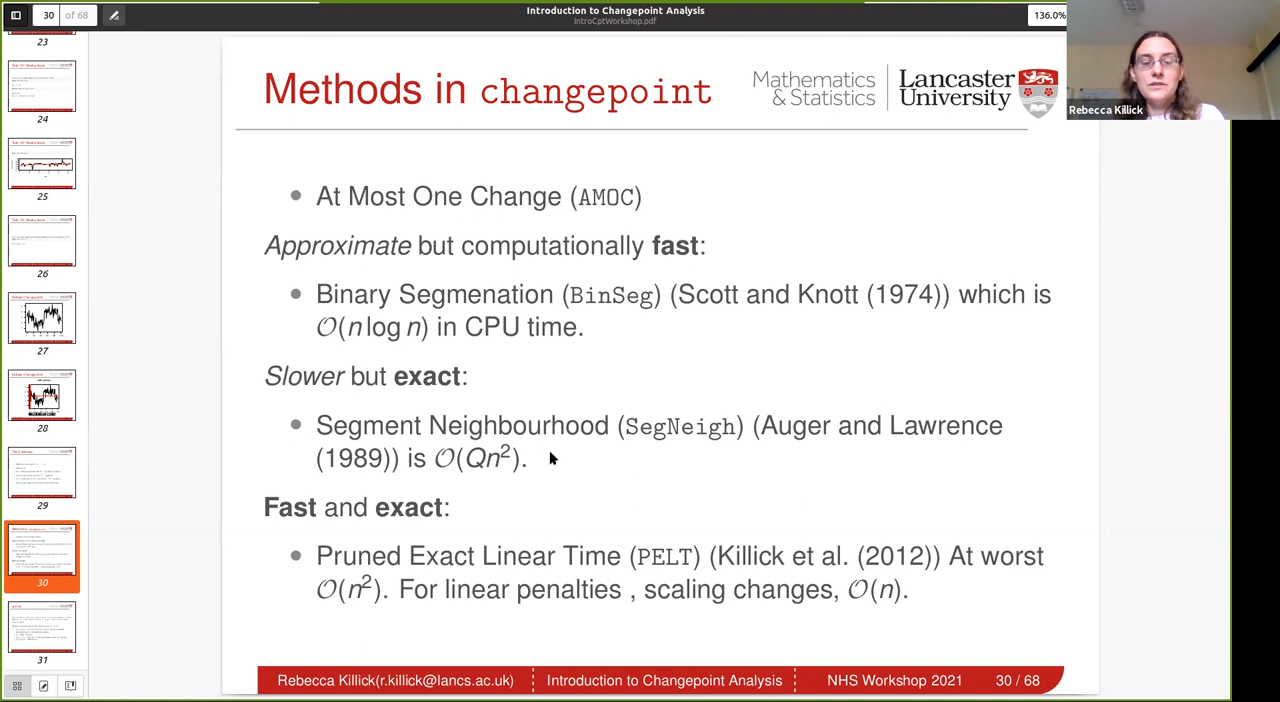 30 of 68
Introduction to Changepoint Analysis
IntroCptWorkshop.pdf
136.0%
Rebecca Killick
Methods in changepoint
Mathematics
& Statistics
Lancaster
University
• At Most One Change (AMOC)
Approximate but computationally fast:
• Binary Segmenation (BinSeg) (Scott and Knott (1974)) which is
O(n log n) in CPU time.
Slower but exact:
• Segment Neighbourhood (SegNeigh) (Auger and Lawrence
(1989)) is O(Qn²).
Fast and exact:
• Pruned Exact Linear Time (PELT) (Killick et al. (2012)) At worst
O(n²). For linear penalties , scaling changes, O(n).
Rebecca Killick(r.killick@lancs.ac.uk) Introduction to Changepoint Analysis NHS Workshop 2021 30 / 68
23
24
25
26
27
28
29
30
31